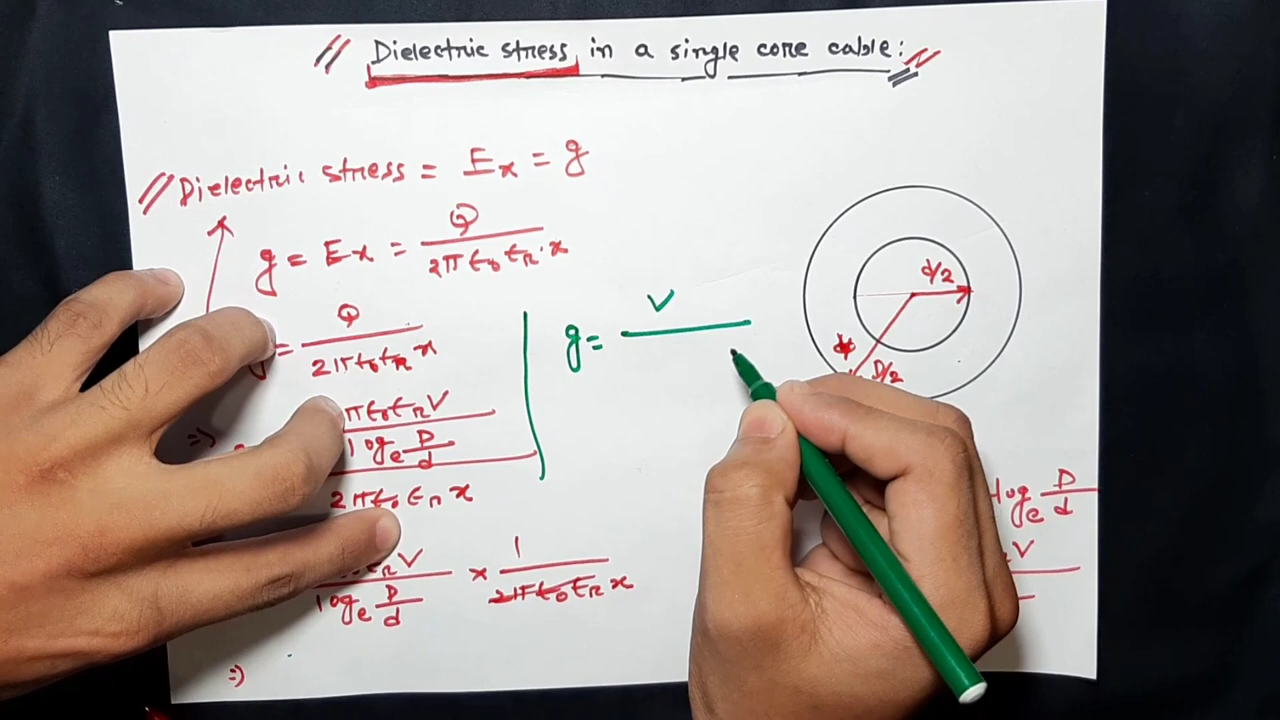 // Dielectric stress in a single core cable:
// Dielectric stress = Ex = g
g = Ex = Q / 2π ε0 εr . x
= Q / 2π ε0 εr x
=> π ε0 εr V / loge D/d / 2π ε0 εr x
εr V / loge D/d × 1 / 2π ε0 εr x
=>
g = V
d/2
D/2
loge D/d
V